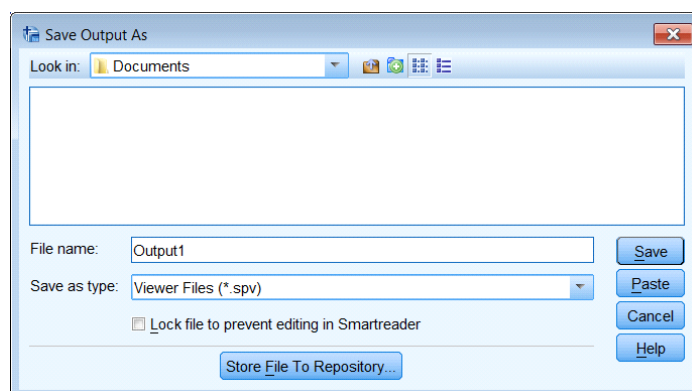 Save Output As
Look in: Documents
File name: Output1 Save
Save as type: Viewer Files (*.spv) Paste
Lock file to prevent editing in Smartreader Cancel
Help
Store File To Repository...